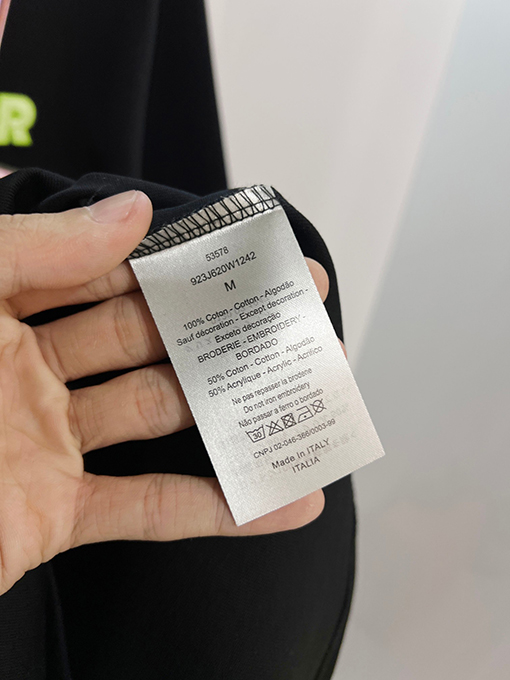 R
53578
923J620W1242
M
100% Coton - Cotton - Algodão
Sauf décoration - Except decoration -
Exceto decoração
BRODERIE - EMBROIDERY -
BORDADO
50% Coton - Cotton - Algodão
50% Acrylique - Acrylic - Acrílico
Ne pas repasser la broderie
Do not iron embroidery
Não passar a ferro o bordado
30
CNPJ 02-046-366/0003-99
Made in ITALY
ITALIA